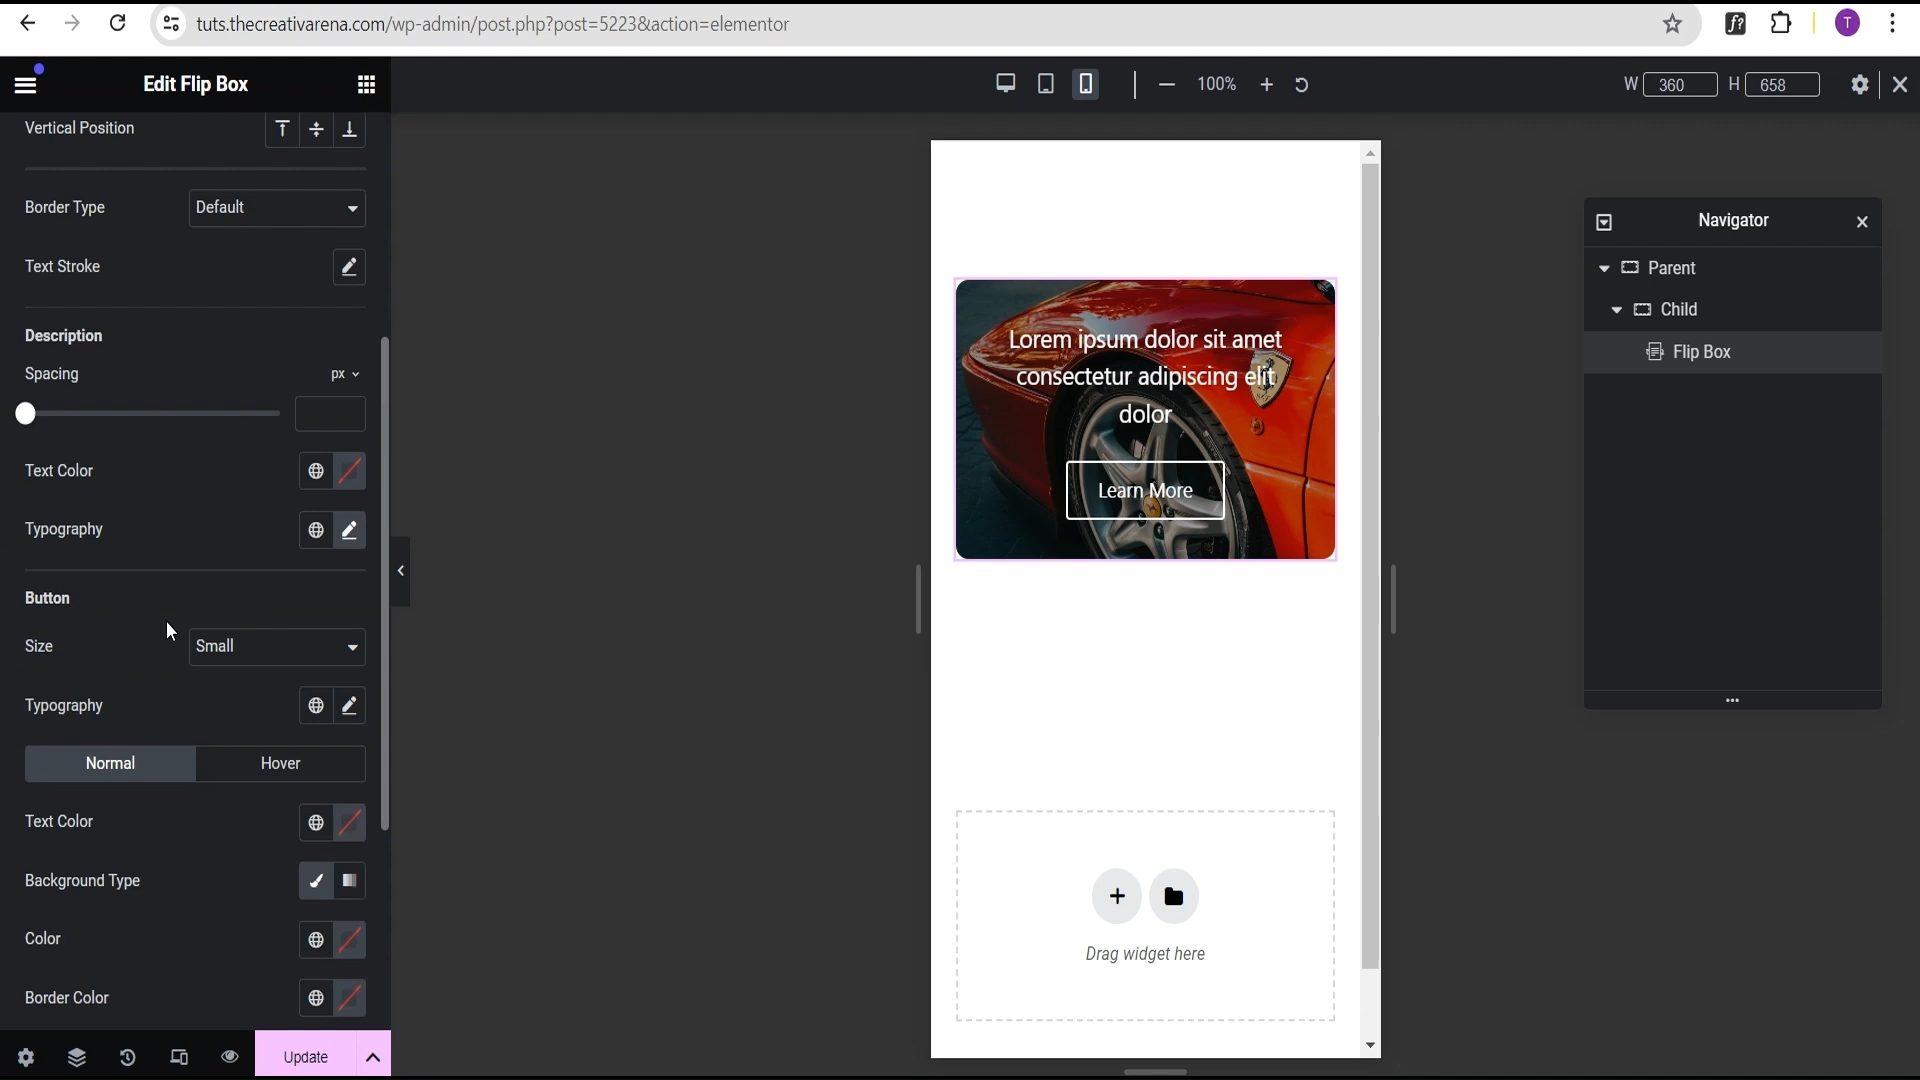 tuts.thecreativarena.com/wp-admin/post.php?post=5223&action=elementor
f?
T
Edit Flip Box
100%
W 360 H 658
Vertical Position
Border Type Default
Text Stroke
Description
Spacing px
Text Color
Typography
Button
Size Small
Typography
Normal Hover
Text Color
Background Type
Color
Border Color
Update
Lorem ipsum dolor sit amet
consectetur adipiscing elit
dolor
Learn More
Drag widget here
Navigator
Parent
Child
Flip Box